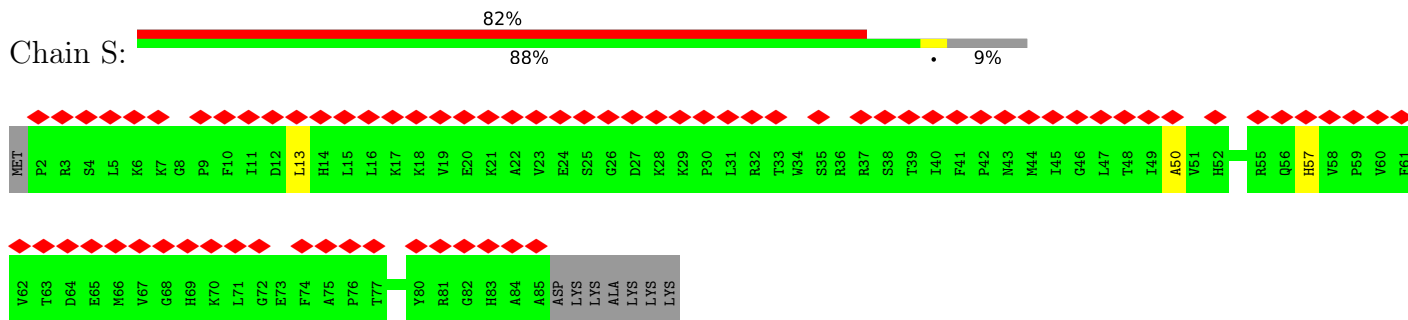 82%
Chain S:
88% • 9%
MET P2 R3 S4 L5 K6 K7 G8 P9 F10 I11 D12 L13 H14 L15 L16 K17 K18 V19 E20 K21 A22 V23 E24 S25 G26 D27 K28 K29 P30 L31 R32 T33 W34 S35 R36 R37 S38 T39 I40 F41 P42 N43 M44 I45 G46 L47 T48 I49 A50 V51 H52 R55 Q56 H57 V58 P59 V60 F61
V62 T63 D64 E65 M66 V67 G68 H69 K70 L71 G72 E73 F74 A75 P76 T77 Y80 R81 G82 H83 A84 A85 ASP LYS LYS ALA LYS LYS LYS